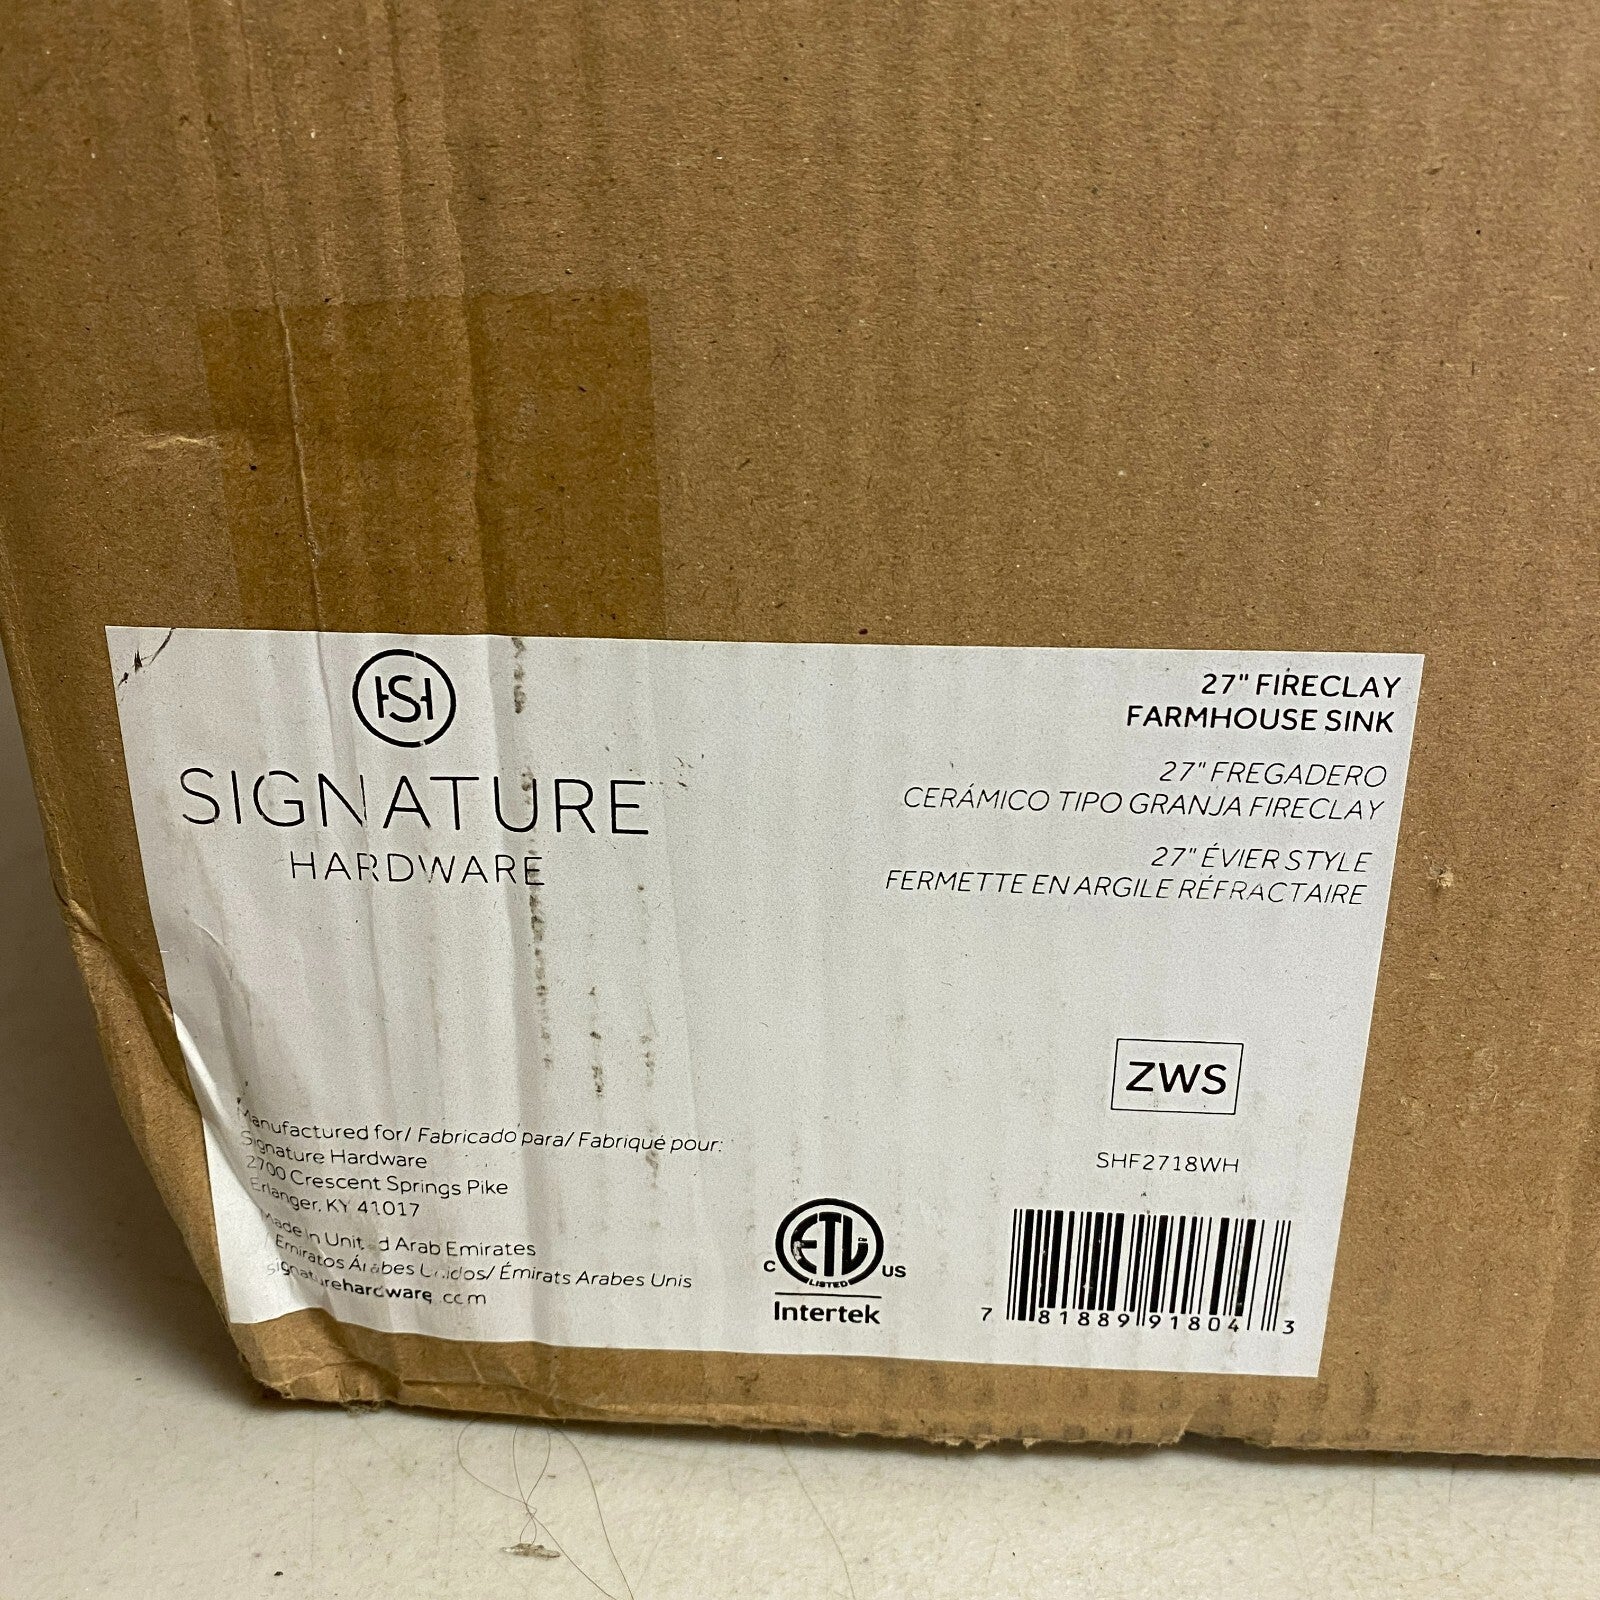 HS
SIGNATURE
HARDWARE
27" FIRECLAY
FARMHOUSE SINK
27" FREGADERO
CERÁMICO TIPO GRANJA FIRECLAY
27" ÉVIER STYLE
FERMETTE EN ARGILE RÉFRACTAIRE
ZWS
SHF2718WH
Manufactured for/ Fabricado para/ Fabriqué pour:
Signature Hardware
2700 Crescent Springs Pike
Erlanger, KY 41017
Made in United Arab Emirates
/ Emiratos Árabes Unidos/ Émirats Arabes Unis
signaturehardware.com
ETL
CM
LISTED
C US
Intertek
7 81889 91804 3